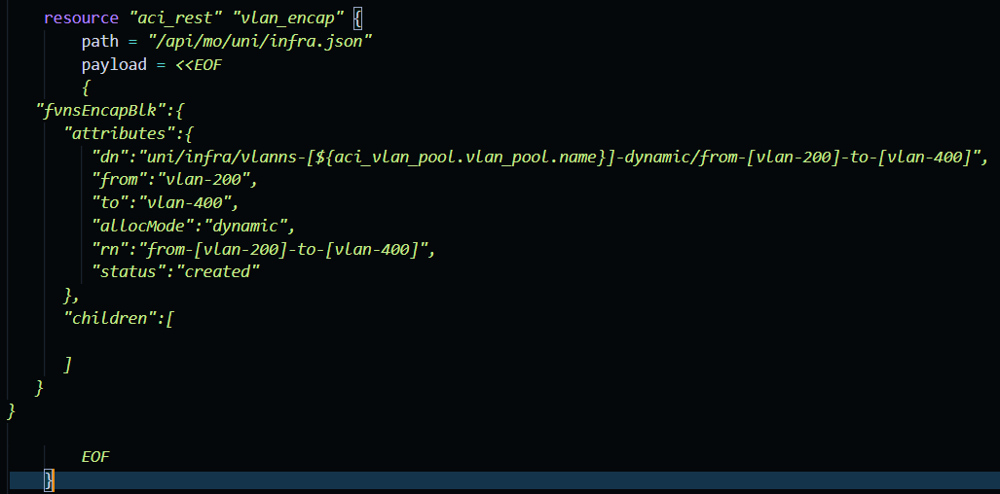 resource "aci_rest" "vlan_encap" {
path = "/api/mo/uni/infra.json"
payload = <<EOF
{
"fvnsEncapBlk":{
"attributes":{
"dn":"uni/infra/vlanns-[${aci_vlan_pool.vlan_pool.name}]-dynamic/from-[vlan-200]-to-[vlan-400]",
"from":"vlan-200",
"to":"vlan-400",
"allocMode":"dynamic",
"rn":"from-[vlan-200]-to-[vlan-400]",
"status":"created"
},
"children":[
]
}
}
EOF
}